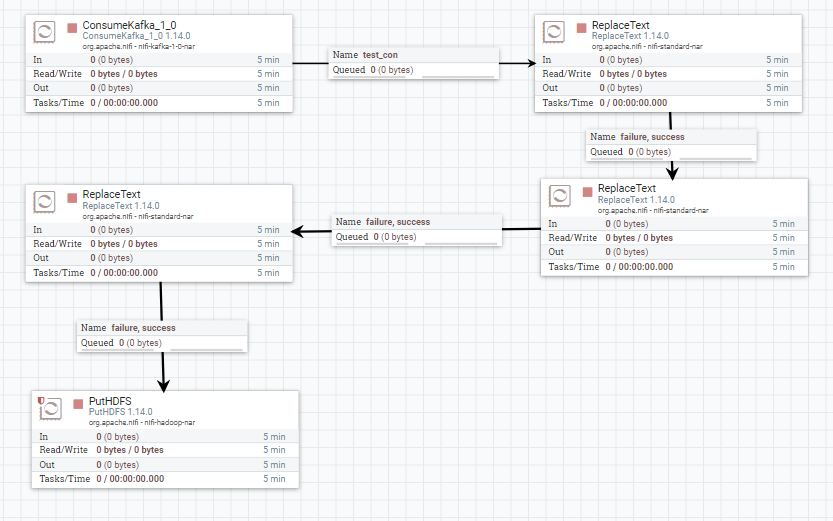 ConsumeKafka_1_0
ConsumeKafka_1_0 1.14.0
org.apache.nifi - nifi-kafka-1-0-nar
In 0 (0 bytes) 5 min
Read/Write 0 bytes / 0 bytes 5 min
Out 0 (0 bytes) 5 min
Tasks/Time 0 / 00:00:00.000 5 min
Name test_con
Queued 0 (0 bytes)
ReplaceText
ReplaceText 1.14.0
org.apache.nifi - nifi-standard-nar
In 0 (0 bytes) 5 min
Read/Write 0 bytes / 0 bytes 5 min
Out 0 (0 bytes) 5 min
Tasks/Time 0 / 00:00:00.000 5 min
Name failure, success
Queued 0 (0 bytes)
ReplaceText
ReplaceText 1.14.0
org.apache.nifi - nifi-standard-nar
In 0 (0 bytes) 5 min
Read/Write 0 bytes / 0 bytes 5 min
Out 0 (0 bytes) 5 min
Tasks/Time 0 / 00:00:00.000 5 min
Name failure, success
Queued 0 (0 bytes)
ReplaceText
ReplaceText 1.14.0
org.apache.nifi - nifi-standard-nar
In 0 (0 bytes) 5 min
Read/Write 0 bytes / 0 bytes 5 min
Out 0 (0 bytes) 5 min
Tasks/Time 0 / 00:00:00.000 5 min
Name failure, success
Queued 0 (0 bytes)
PutHDFS
PutHDFS 1.14.0
org.apache.nifi - nifi-hadoop-nar
In 0 (0 bytes) 5 min
Read/Write 0 bytes / 0 bytes 5 min
Out 0 (0 bytes) 5 min
Tasks/Time 0 / 00:00:00.000 5 min